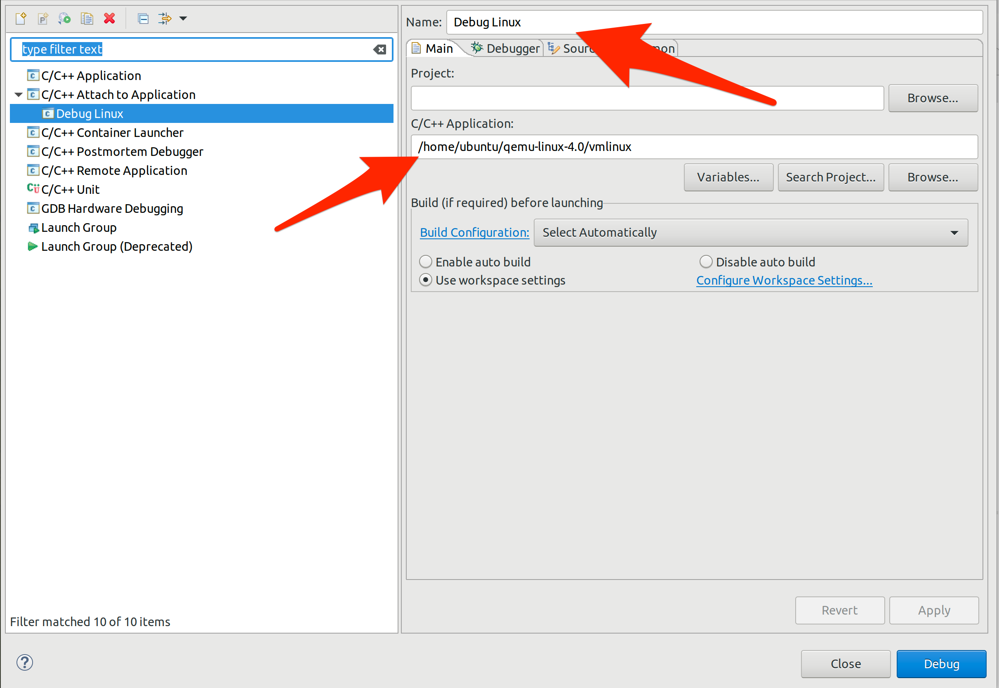 type filter text
C/C++ Application
C/C++ Attach to Application
Debug Linux
C/C++ Container Launcher
C/C++ Postmortem Debugger
C/C++ Remote Application
C/C++ Unit
GDB Hardware Debugging
Launch Group
Launch Group (Deprecated)
Filter matched 10 of 10 items
Name: Debug Linux
Main Debugger
Project:
Browse...
C/C++ Application:
/home/ubuntu/qemu-linux-4.0/vmlinux
Variables... Search Project... Browse...
Build (if required) before launching
Build Configuration: Select Automatically
Enable auto build Disable auto build
Use workspace settings Configure Workspace Settings...
Revert Apply
Close Debug